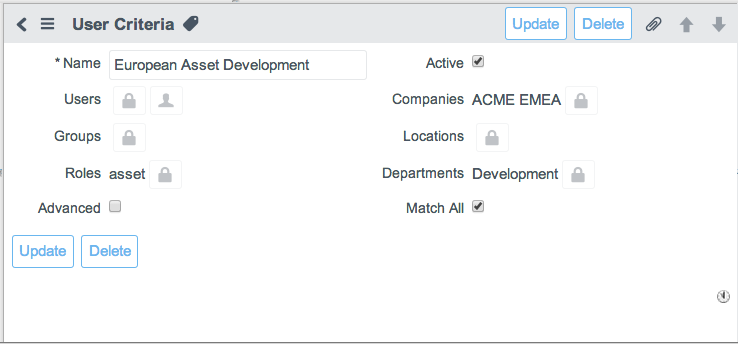 User Criteria Update Delete
* Name European Asset Development Active
Users Companies ACME EMEA
Groups Locations
Roles asset Departments Development
Advanced Match All
Update Delete